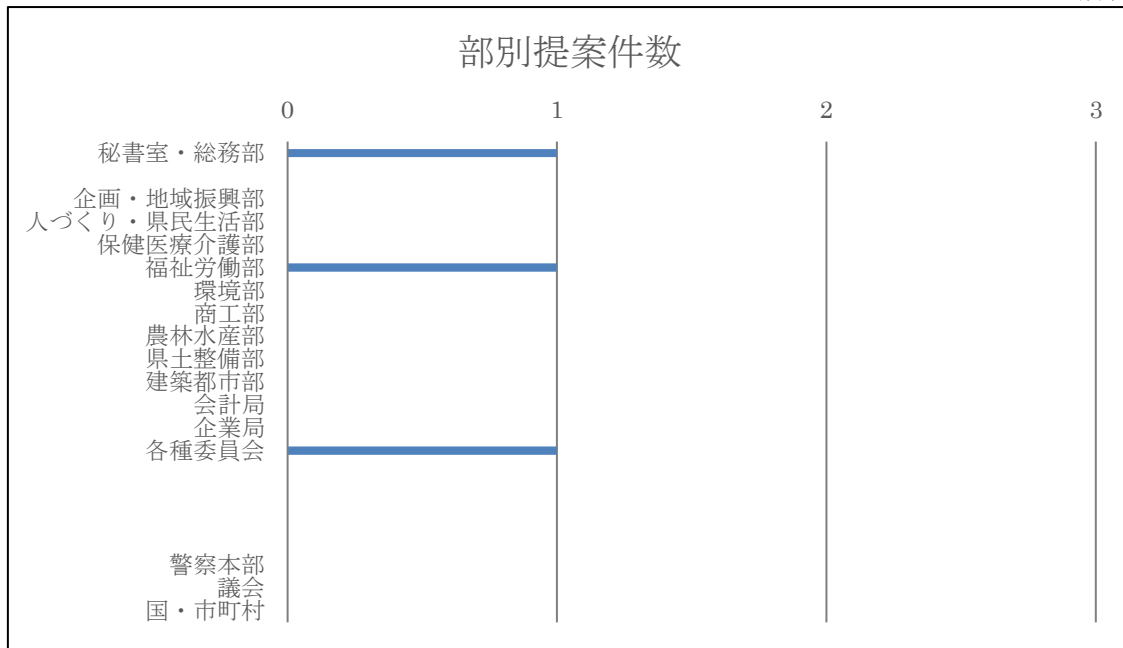 部別提案件数
0 1 2 3
秘書室・総務部
企画・地域振興部
人づくり・県民生活部
保健医療介護部
福祉労働部
環境部
商工部
農林水産部
県土整備部
建築都市部
会計局
企業局
各種委員会
警察本部
議会
国・市町村